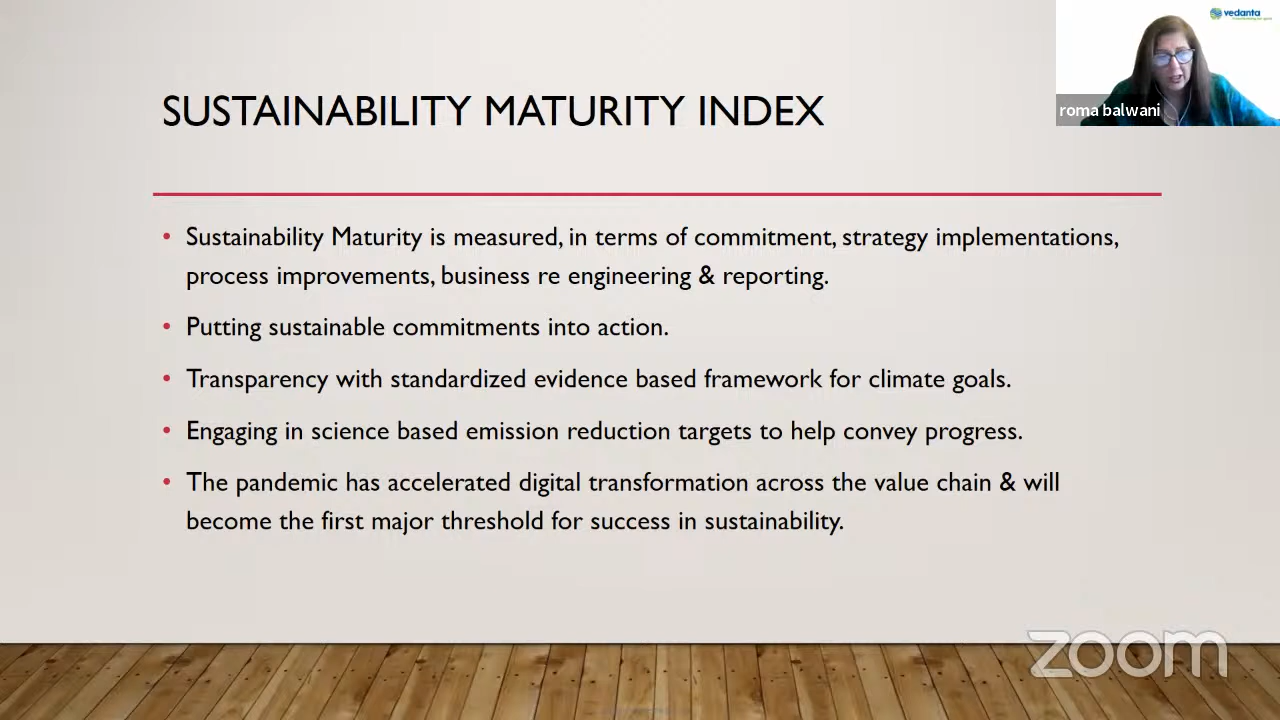 vedanta
roma balwani
SUSTAINABILITY MATURITY INDEX
• Sustainability Maturity is measured, in terms of commitment, strategy implementations,
process improvements, business re engineering & reporting.
• Putting sustainable commitments into action.
• Transparency with standardized evidence based framework for climate goals.
• Engaging in science based emission reduction targets to help convey progress.
• The pandemic has accelerated digital transformation across the value chain & will
become the first major threshold for success in sustainability.
zoom